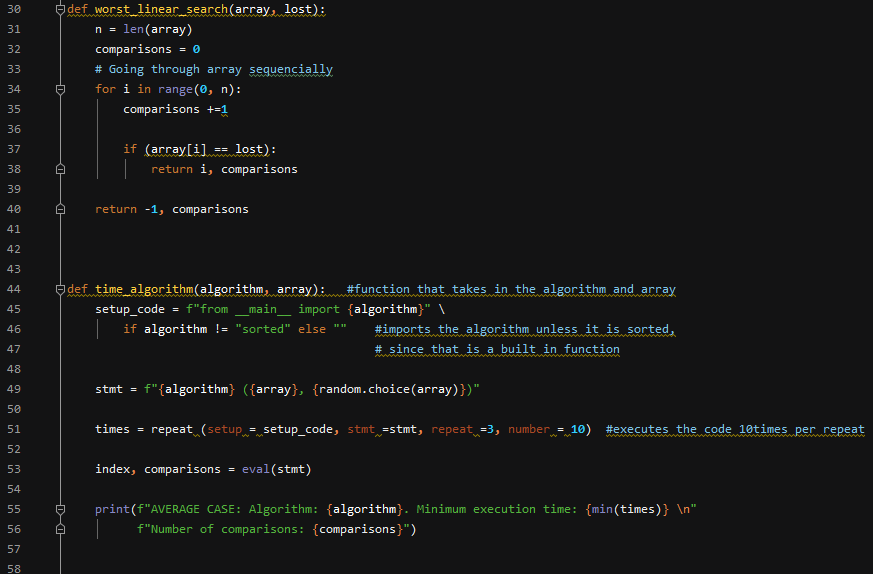 30 def worst_linear_search(array, lost):
31     n = len(array)
32     comparisons = 0
33     # Going through array sequencially
34     for i in range(0, n):
35         comparisons +=1
36
37         if (array[i] == lost):
38             return i, comparisons
39
40     return -1, comparisons
41
42
43
44 def time_algorithm(algorithm, array):   #function that takes in the algorithm and array
45     setup_code = f"from __main__ import {algorithm}" \
46         if algorithm != "sorted" else ""    #imports the algorithm unless it is sorted,
47                                             # since that is a built in function
48
49     stmt = f"{algorithm} ({array}, {random.choice(array)})"
50
51     times = repeat (setup = setup_code, stmt =stmt, repeat =3, number = 10)  #executes the code 10times per repeat
52
53     index, comparisons = eval(stmt)
54
55     print(f"AVERAGE CASE: Algorithm: {algorithm}. Minimum execution time: {min(times)} \n"
56           f"Number of comparisons: {comparisons}")
57
58